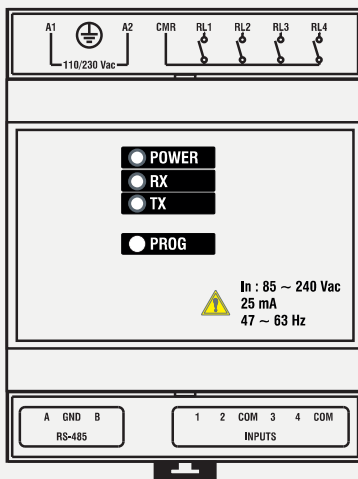 A1 A2 CMR RL1 RL2 RL3 RL4
110/230 Vac
POWER
RX
TX
PROG
In : 85 ~ 240 Vac
25 mA
47 ~ 63 Hz
A GND B
RS-485
1 2 COM 3 4 COM
INPUTS